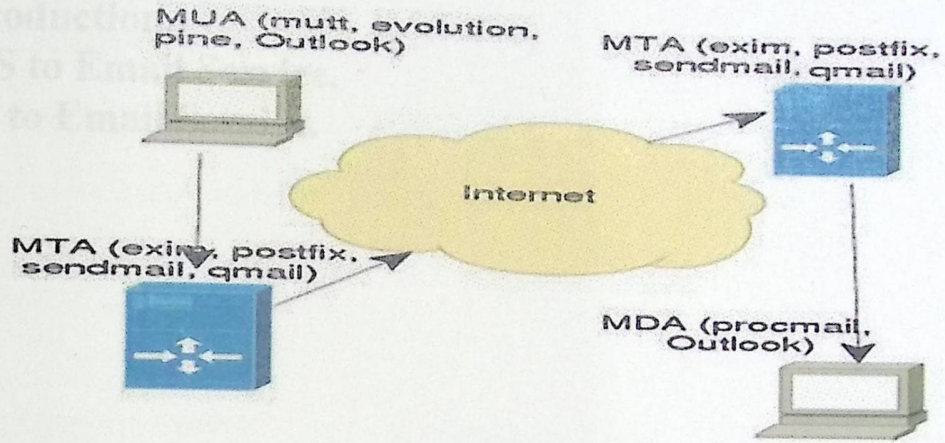 MUA (mutt, evolution,
pine, Outlook)
MTA (exim, postfix,
sendmail, qmail)
Internet
MTA (exim, postfix,
sendmail, qmail)
MDA (procmail,
Outlook)